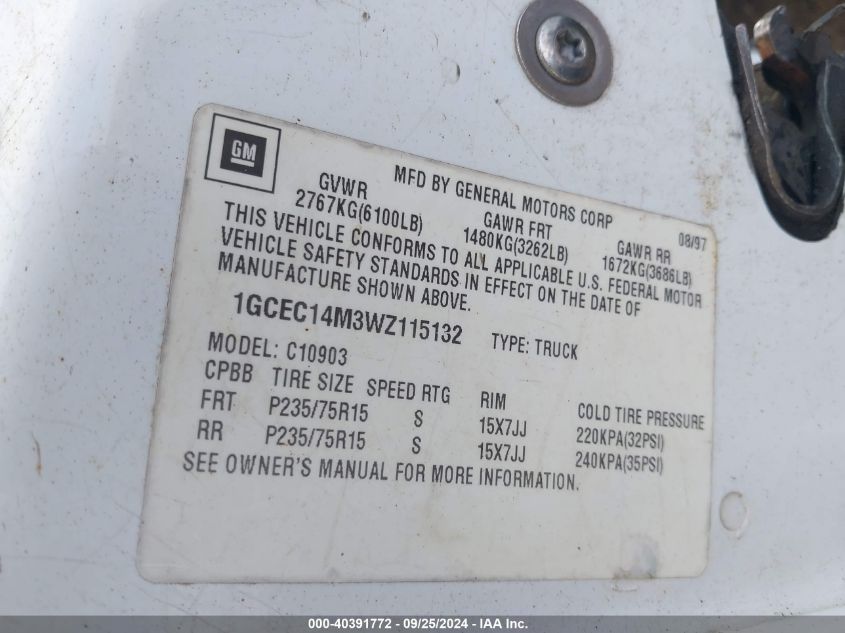 GM
MFD BY GENERAL MOTORS CORP 08/97
GVWR GAWR FRT GAWR RR
2767KG(6100LB) 1480KG(3262LB) 1672KG(3686LB)
THIS VEHICLE CONFORMS TO ALL APPLICABLE U.S. FEDERAL MOTOR
VEHICLE SAFETY STANDARDS IN EFFECT ON THE DATE OF
MANUFACTURE SHOWN ABOVE.
1GCEC14M3WZ115132 TYPE: TRUCK
MODEL: C10903
CPBB TIRE SIZE SPEED RTG RIM COLD TIRE PRESSURE
FRT P235/75R15 S 15X7JJ 220KPA(32PSI)
RR P235/75R15 S 15X7JJ 240KPA(35PSI)
SEE OWNER'S MANUAL FOR MORE INFORMATION.
000-40391772 - 09/25/2024 - IAA Inc.